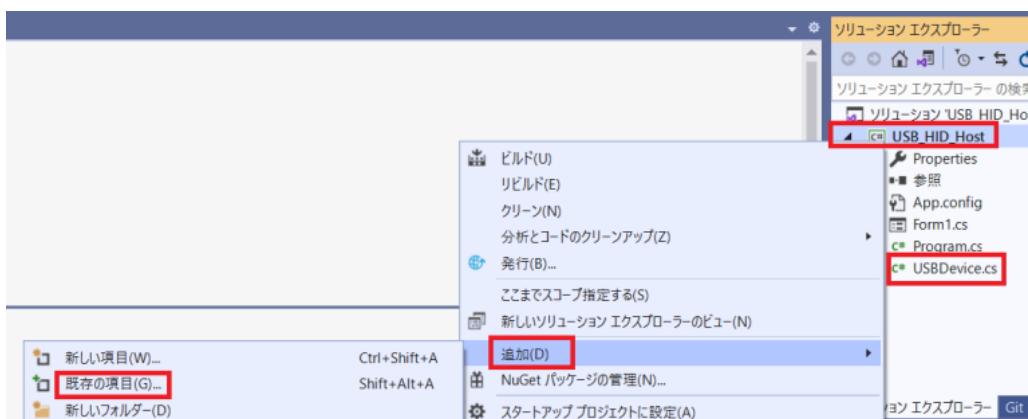 ソリューション エクスプローラー
ソリューション エクスプローラー の検索
ソリューション 'USB_HID_Ho
USB_HID_Host
Properties
参照
App.config
Form1.cs
Program.cs
USBDevice.cs
ビルド(U)
リビルド(E)
クリーン(N)
分析とコードのクリーンアップ(Z)
発行(B)...
ここまでスコープ指定する(S)
新しいソリューション エクスプローラーのビュー(N)
追加(D)
NuGet パッケージの管理(N)...
スタートアップ プロジェクトに設定(A)
新しい項目(W)... Ctrl+Shift+A
既存の項目(G)... Shift+Alt+A
新しいフォルダー(D)
ョン エクスプローラー Git